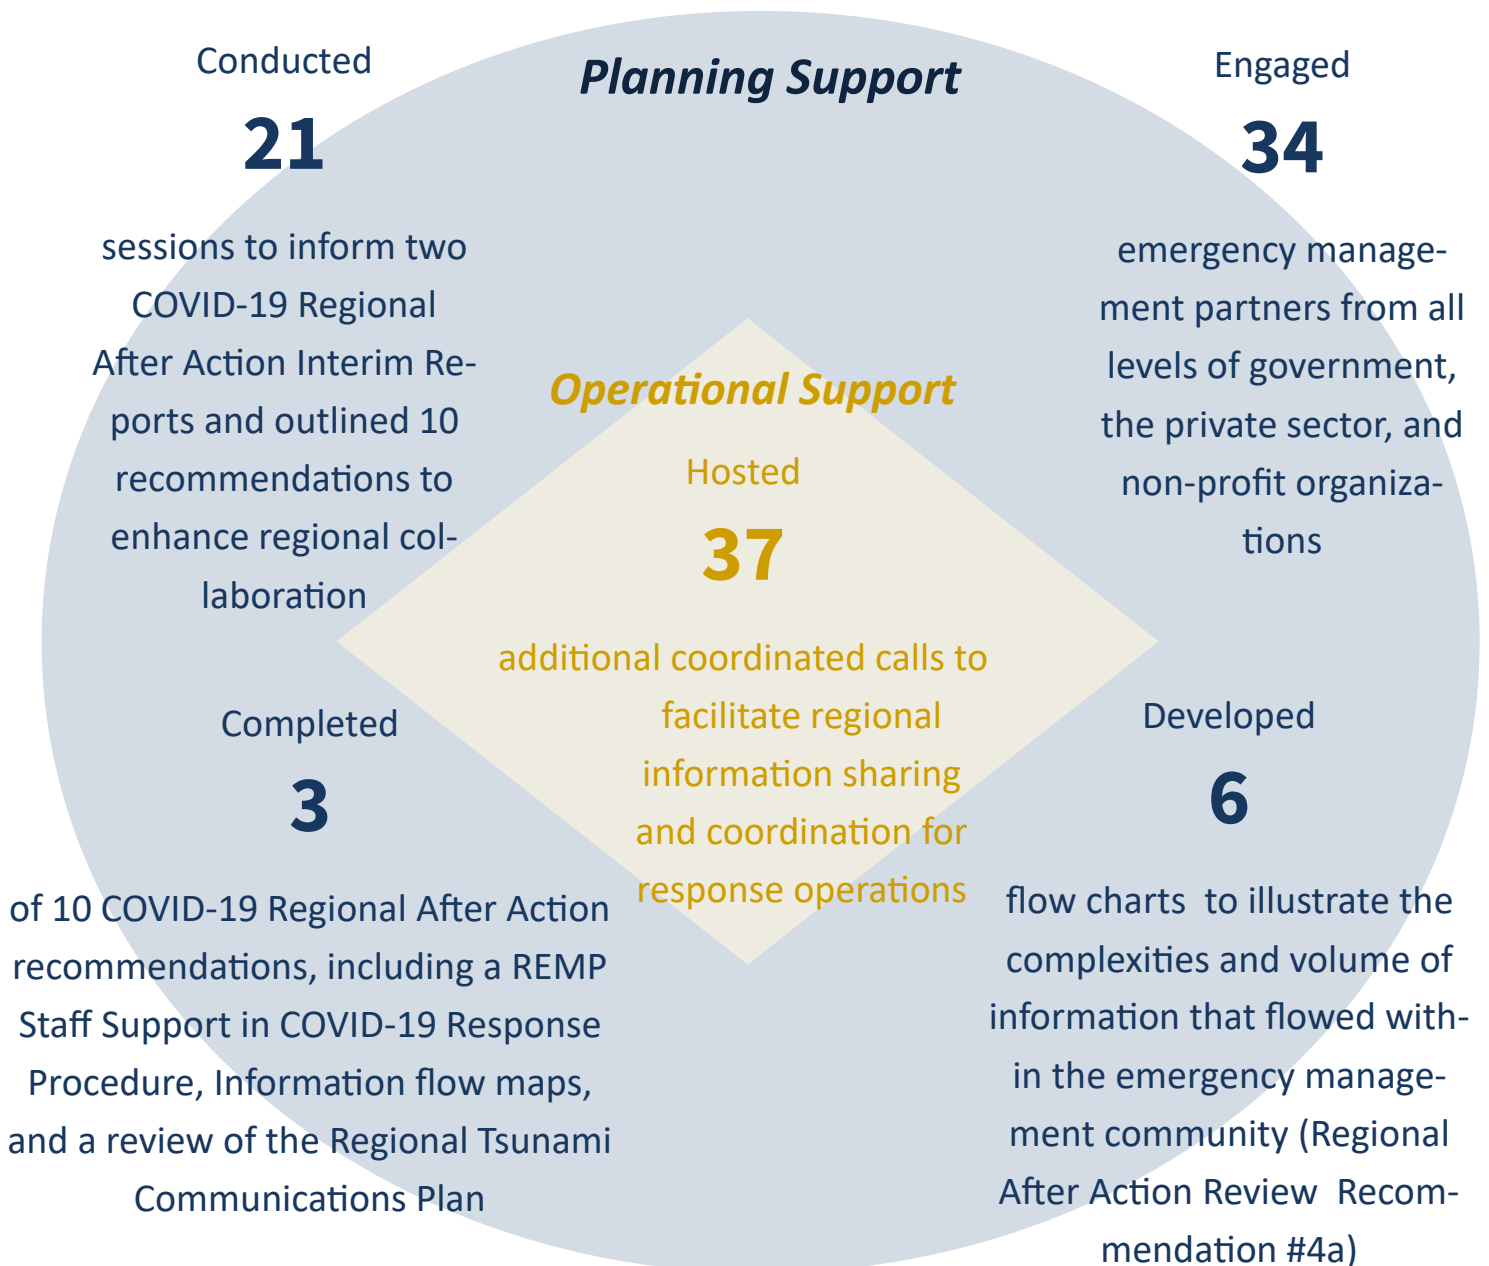 Planning Support
Conducted
21
sessions to inform two
COVID-19 Regional
After Action Interim Re-
ports and outlined 10
recommendations to
enhance regional col-
laboration
Engaged
34
emergency manage-
ment partners from all
levels of government,
the private sector, and
non-profit organiza-
tions
Operational Support
Hosted
37
additional coordinated calls to
facilitate regional
information sharing
and coordination for
response operations
Completed
3
of 10 COVID-19 Regional After Action
recommendations, including a REMP
Staff Support in COVID-19 Response
Procedure, Information flow maps,
and a review of the Regional Tsunami
Communications Plan
Developed
6
flow charts  to illustrate the
complexities and volume of
information that flowed with-
in the emergency manage-
ment community (Regional
After Action Review  Recom-
mendation #4a)